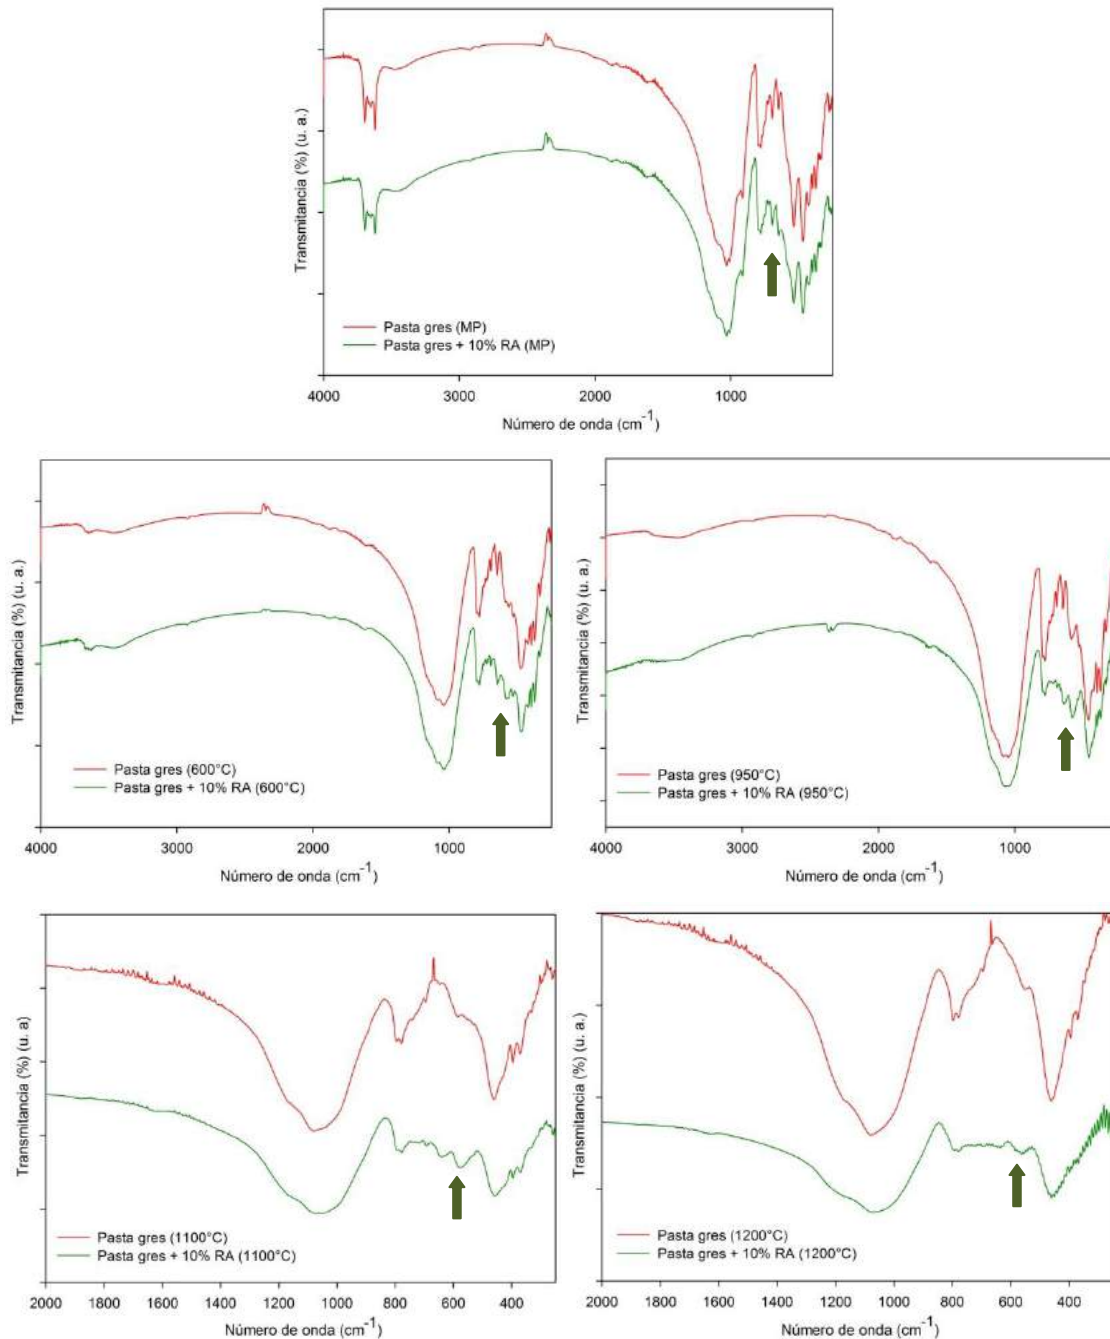 Transmitancia (%) (u. a.)
Pasta gres (MP)
Pasta gres + 10% RA (MP)
4000 3000 2000 1000
Número de onda (cm-1)
Transmitancia (%) (u. a.)
Pasta gres (600°C)
Pasta gres + 10% RA (600°C)
4000 3000 2000 1000
Número de onda (cm-1)
Transmitancia (%) (u. a.)
Pasta gres (950°C)
Pasta gres + 10% RA (950°C)
4000 3000 2000 1000
Número de onda (cm-1)
Transmitancia (%) (u. a)
Pasta gres (1100°C)
Pasta gres + 10% RA (1100°C)
2000 1800 1600 1400 1200 1000 800 600 400
Número de onda (cm-1)
Transmitancia (%) (u. a.)
Pasta gres (1200°C)
Pasta gres + 10% RA (1200°C)
2000 1800 1600 1400 1200 1000 800 600 400
Número de onda (cm-1)